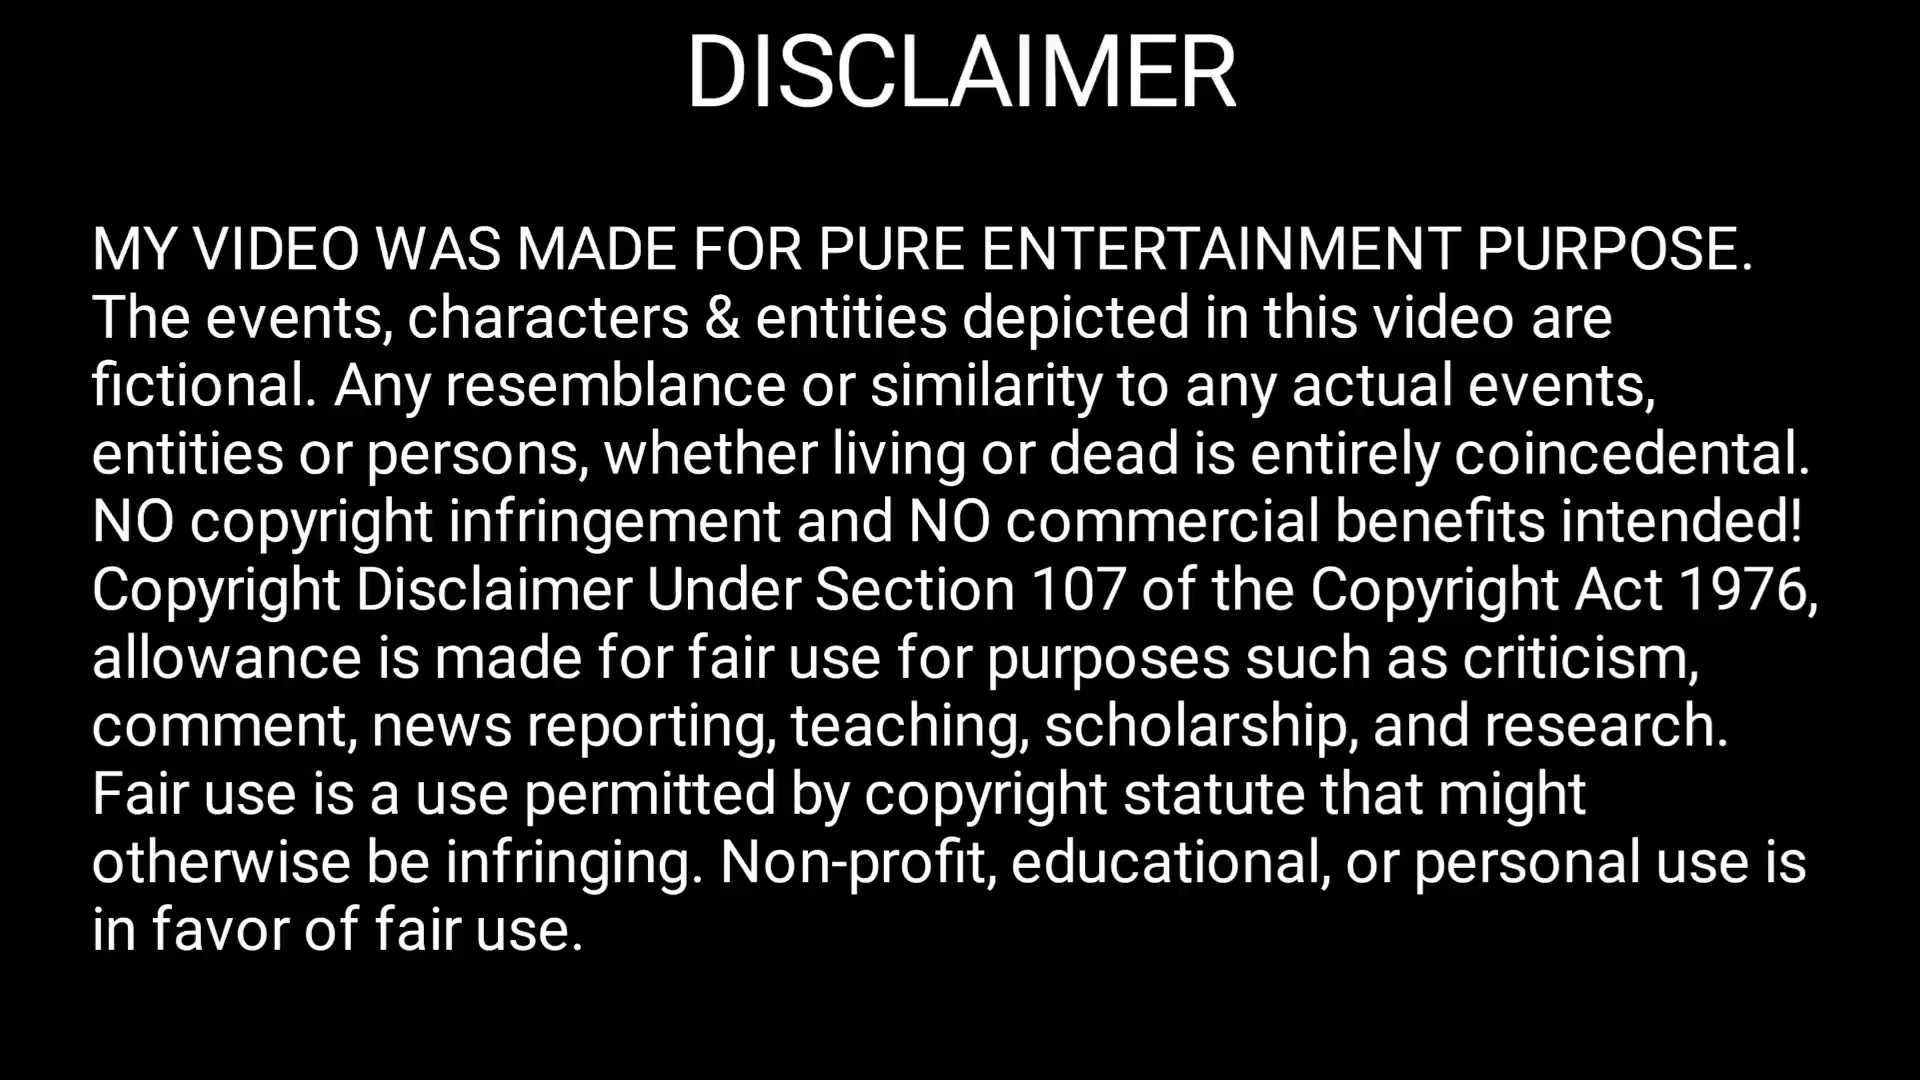 DISCLAIMER
MY VIDEO WAS MADE FOR PURE ENTERTAINMENT PURPOSE.
The events, characters & entities depicted in this video are
fictional. Any resemblance or similarity to any actual events,
entities or persons, whether living or dead is entirely coincedental.
NO copyright infringement and NO commercial benefits intended!
Copyright Disclaimer Under Section 107 of the Copyright Act 1976,
allowance is made for fair use for purposes such as criticism,
comment, news reporting, teaching, scholarship, and research.
Fair use is a use permitted by copyright statute that might
otherwise be infringing. Non-profit, educational, or personal use is
in favor of fair use.